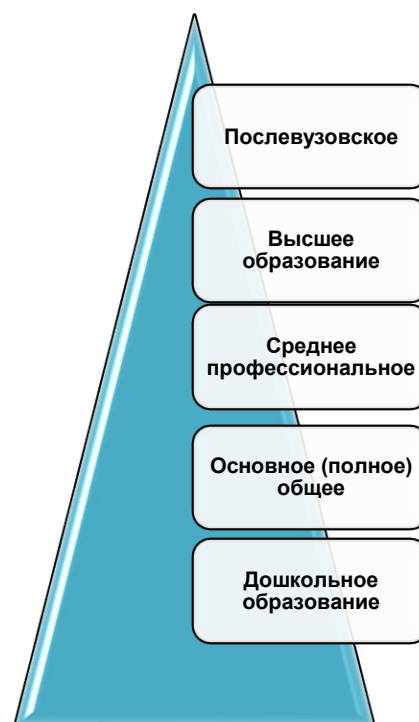 Послевузовское
Высшее
образование
Среднее
профессиональное
Основное (полное)
общее
Дошкольное
образование